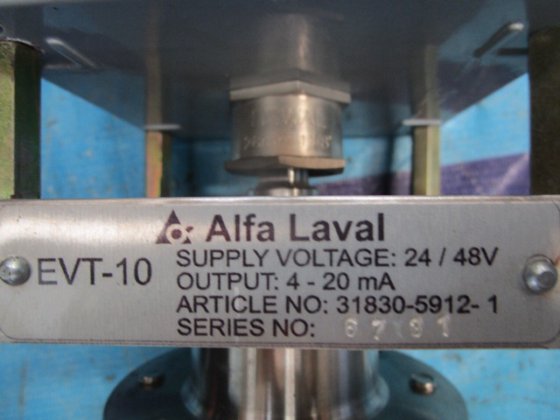 Alfa Laval
EVT-10
SUPPLY VOLTAGE: 24 / 48V
OUTPUT: 4 - 20 mA
ARTICLE NO: 31830-5912- 1
SERIES NO: